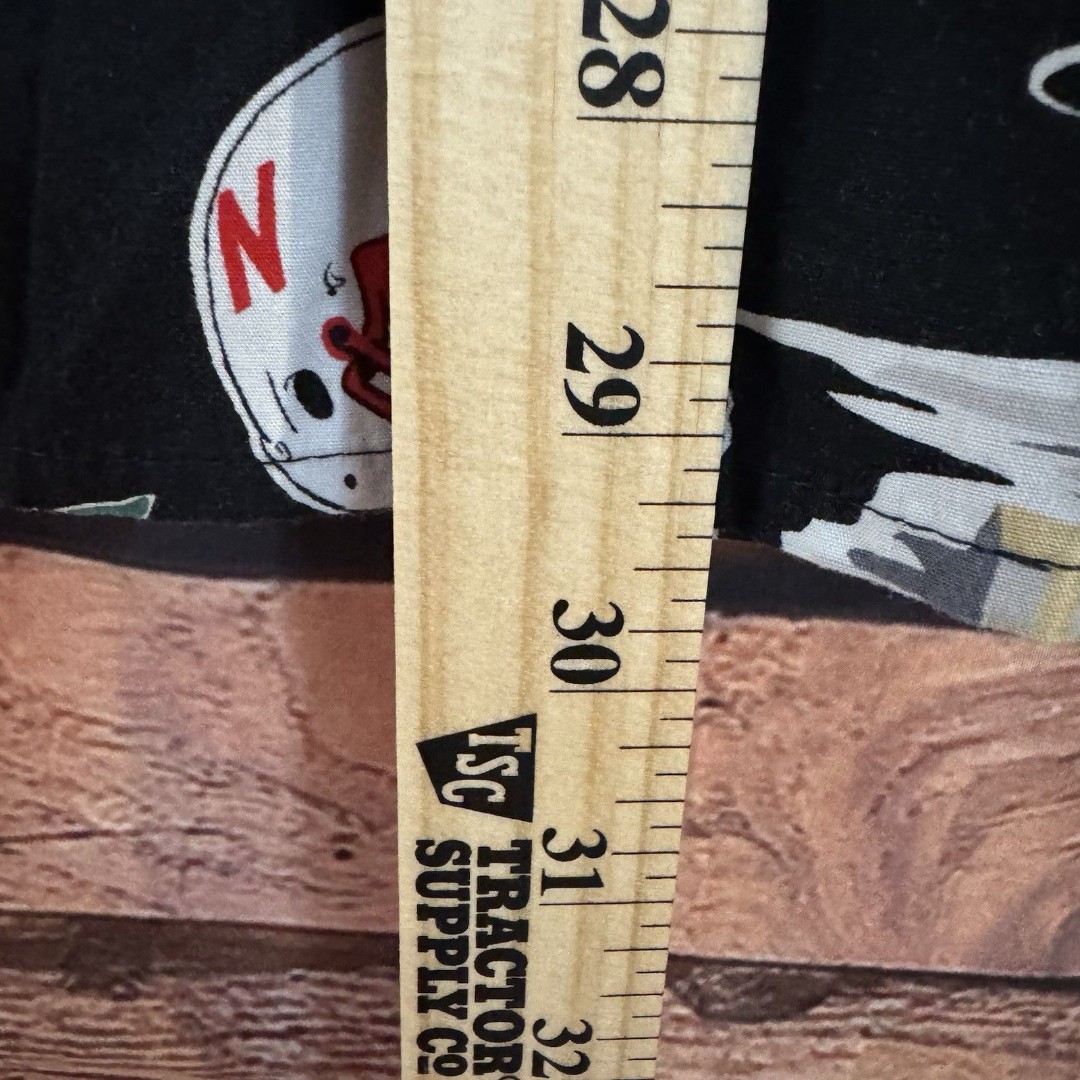 28
N
29
30
TSC
31
TRACTOR
SUPPLY Co
32